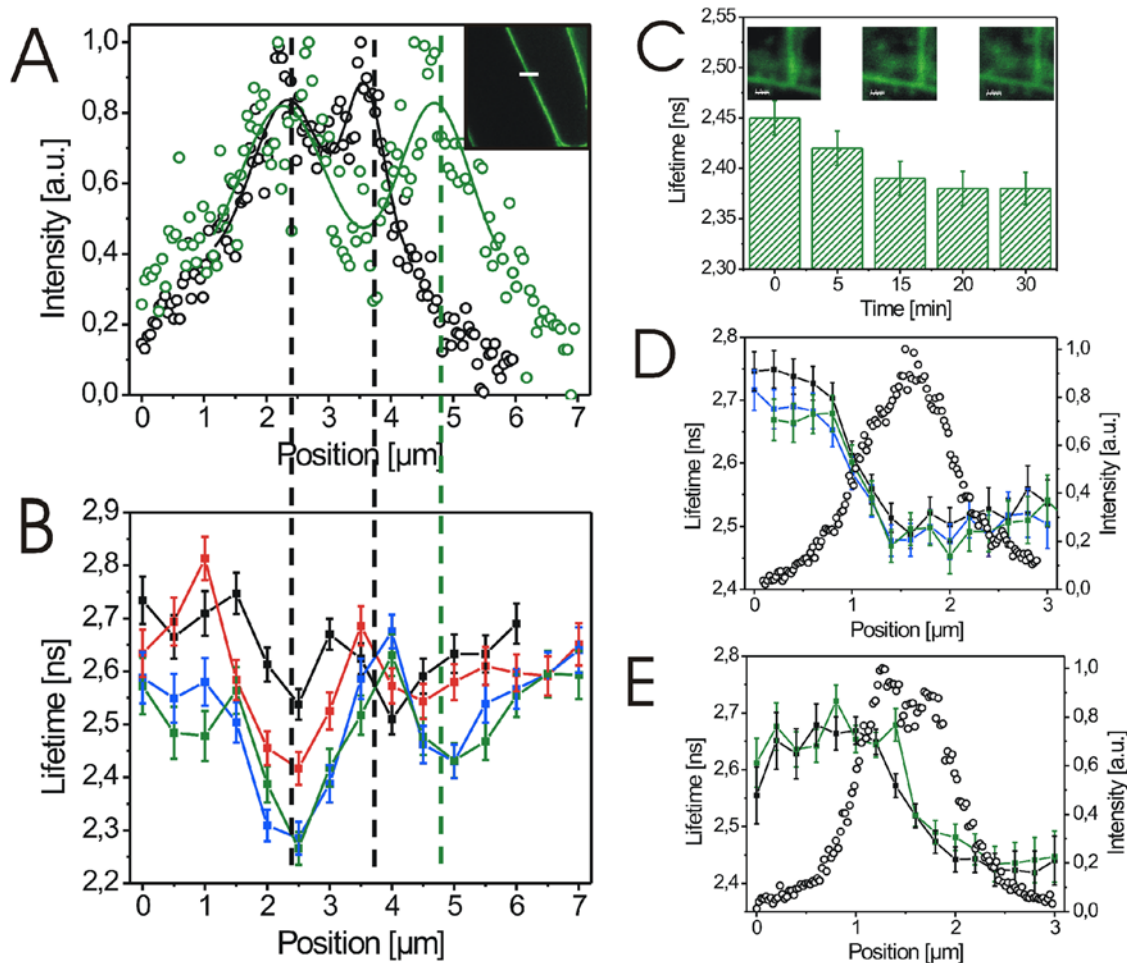 A
Intensity [a.u.]
1,0
0,8
0,6
0,4
0,2
0,0
0 1 2 3 4 5 6 7
Position [µm]
B
Lifetime [ns]
2,9
2,8
2,7
2,6
2,5
2,4
2,3
2,2
0 1 2 3 4 5 6 7
Position [µm]
C
Lifetime [ns]
2,55
2,50
2,45
2,40
2,35
2,30
0 5 15 20 30
Time [min]
D
Lifetime [ns]
2,8
2,7
2,6
2,5
2,4
1,0
0,8
0,6
0,4
0,2
0,0
Intensity [a.u.]
0 1 2 3
Position [µm]
E
Lifetime [ns]
2,8
2,7
2,6
2,5
2,4
1,0
0,8
0,6
0,4
0,2
0,0
Intensity [a.u.]
0 1 2 3
Position [µm]